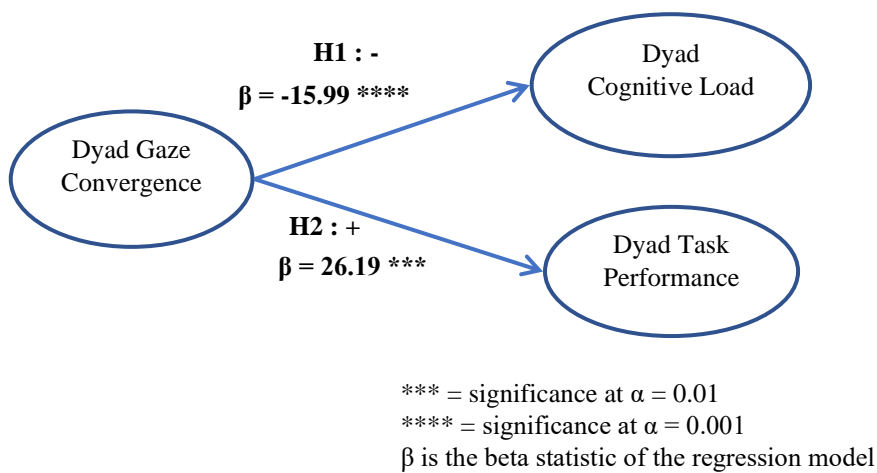 H1 : -
β = -15.99 ****
Dyad
Cognitive Load
Dyad Gaze
Convergence
H2 : +
β = 26.19 ***
Dyad Task
Performance
*** = significance at α = 0.01
**** = significance at α = 0.001
β is the beta statistic of the regression model